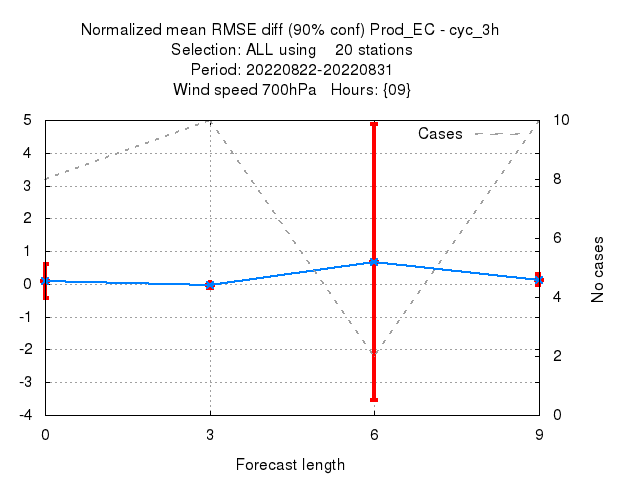 Normalized mean RMSE diff (90% conf) Prod_EC - cyc_3h
Selection: ALL using    20 stations
Period: 20220822-20220831
Wind speed 700hPa   Hours: {09}
Cases
5
4
3
2
1
0
-1
-2
-3
-4
10
8
6
4
2
0
No cases
0 3 6 9
Forecast length